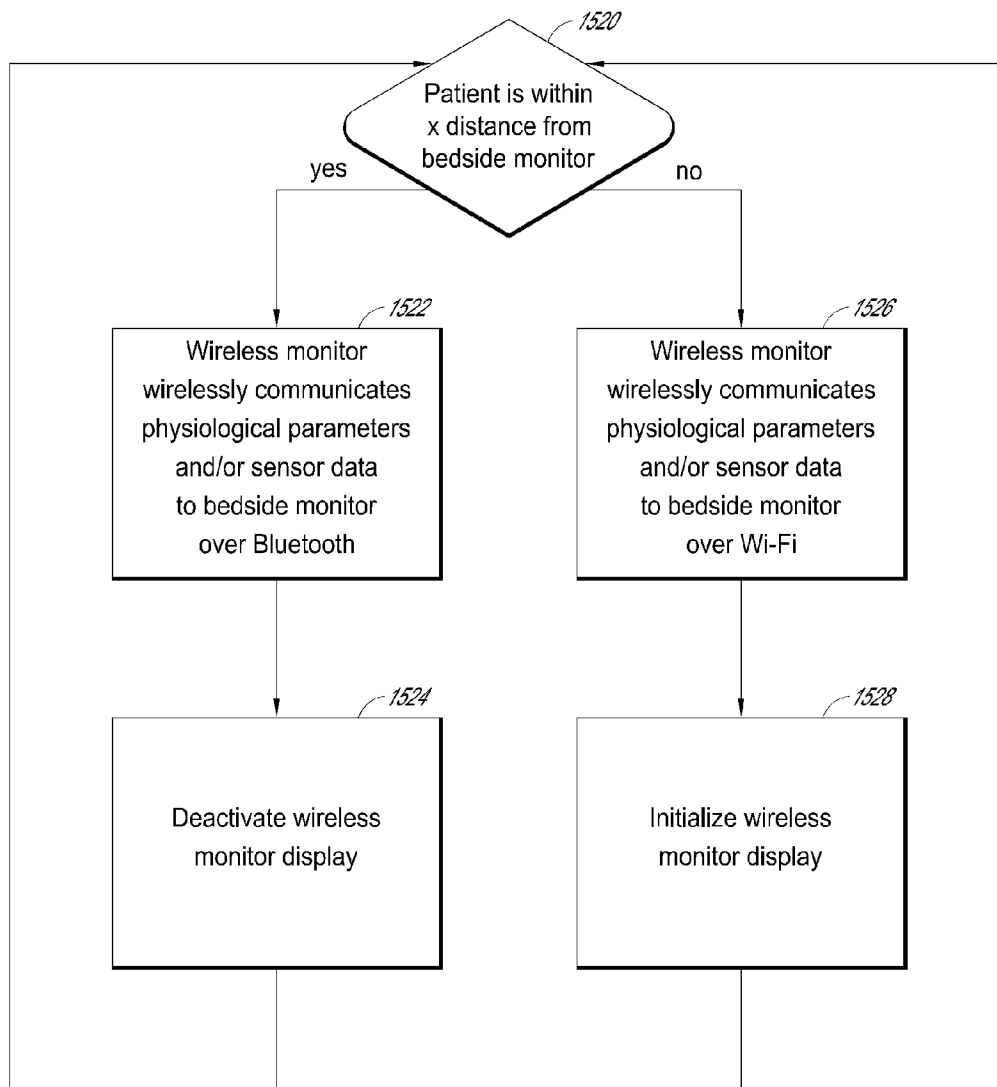 1520
Patient is within
x distance from
bedside monitor
yes
no
1522
Wireless monitor
wirelessly communicates
physiological parameters
and/or sensor data
to bedside monitor
over Bluetooth
1526
Wireless monitor
wirelessly communicates
physiological parameters
and/or sensor data
to bedside monitor
over Wi-Fi
1524
Deactivate wireless
monitor display
1528
Initialize wireless
monitor display